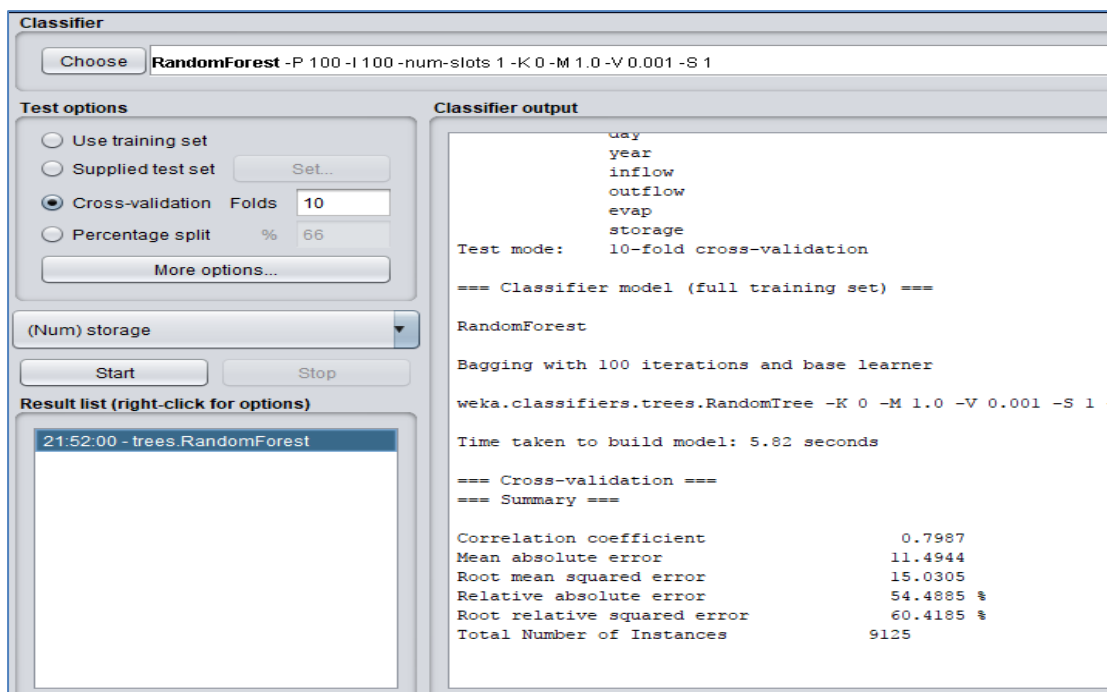 Classifier
Choose RandomForest -P 100 -I 100 -num-slots 1 -K 0 -M 1.0 -V 0.001 -S 1
Test options
Use training set
Supplied test set Set...
Cross-validation Folds 10
Percentage split % 66
More options...
(Num) storage
Start Stop
Result list (right-click for options)
21:52:00 - trees.RandomForest
Classifier output
day
year
inflow
outflow
evap
storage
Test mode: 10-fold cross-validation
=== Classifier model (full training set) ===
RandomForest
Bagging with 100 iterations and base learner
weka.classifiers.trees.RandomTree -K 0 -M 1.0 -V 0.001 -S 1
Time taken to build model: 5.82 seconds
=== Cross-validation ===
=== Summary ===
Correlation coefficient 0.7987
Mean absolute error 11.4944
Root mean squared error 15.0305
Relative absolute error 54.4885 %
Root relative squared error 60.4185 %
Total Number of Instances 9125